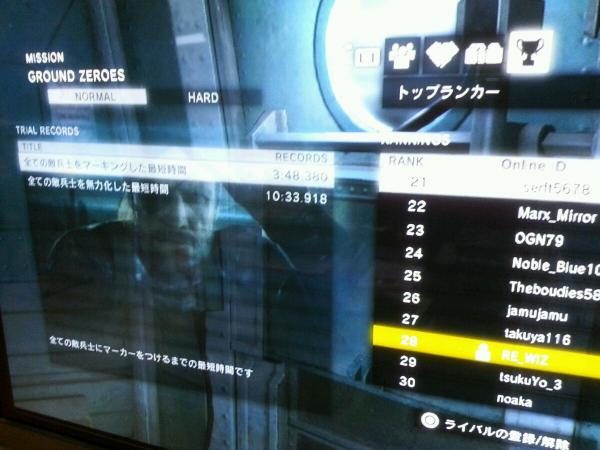 MISSION
GROUND ZEROES
NORMAL HARD
トップランカー
TRIAL RECORDS
TITLE RECORDS
全ての敵兵士をマーキングした最短時間 3:48.380
全ての敵兵士を無力化した最短時間 10:33.918
全ての敵兵士にマーカーをつけるまでの最短時間です
RANKINGS
RANK Online ID
21 serft5678
22 Marx_Mirror
23 OGN79
24 Noble_Blue10
25 Theboudies58
26 jamujamu
27 takuya116
28 RE_WIZ
29 tsukuYo_3
30 noaka
ライバルの登録/解除